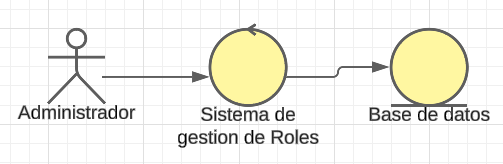 Administrador
Sistema de
gestion de Roles
Base de datos